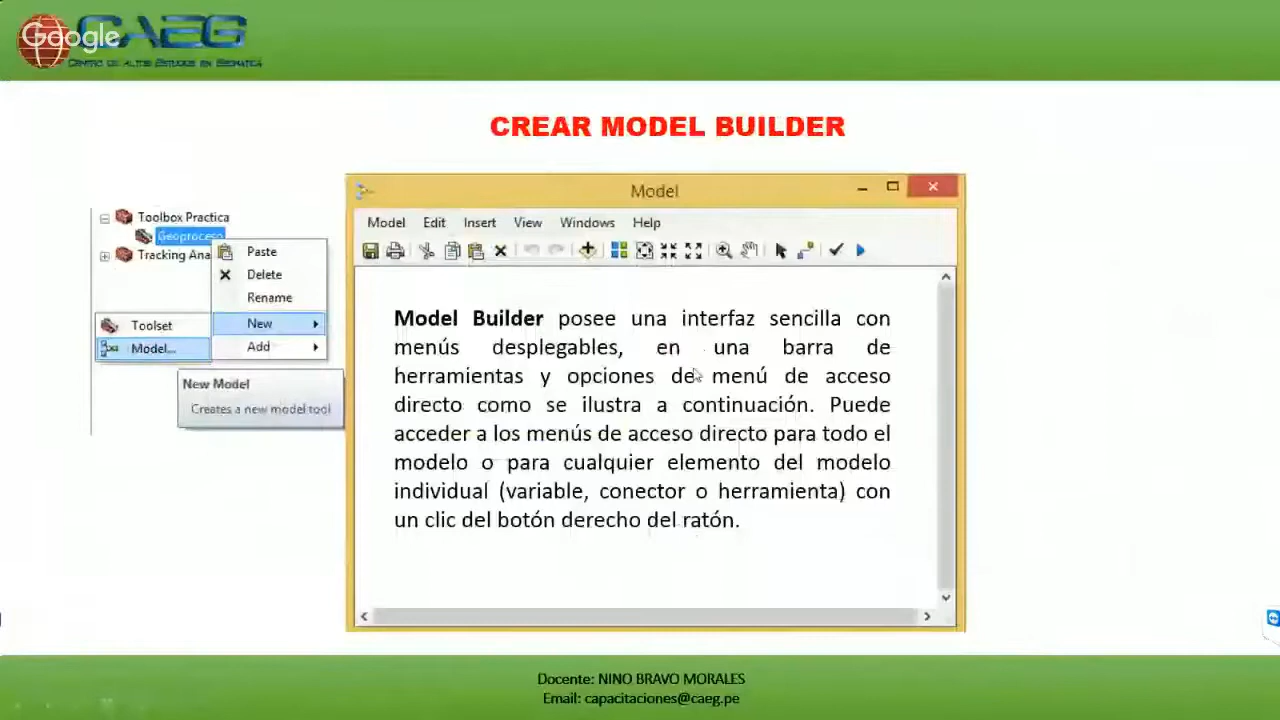 Google
CAEG
CENTRO DE ALTOS ESTUDIOS EN GEOMATICA
CREAR MODEL BUILDER
Toolbox Practica
Geoproceso
Tracking Ana
Paste
Delete
Rename
New
Add
Toolset
Model...
New Model
Creates a new model tool
Model
Model Edit Insert View Windows Help
Model Builder posee una interfaz sencilla con
menús desplegables, en una barra de
herramientas y opciones de menú de acceso
directo como se ilustra a continuación. Puede
acceder a los menús de acceso directo para todo el
modelo o para cualquier elemento del modelo
individual (variable, conector o herramienta) con
un clic del botón derecho del ratón.
Docente: NINO BRAVO MORALES
Email: capacitaciones@caeg.pe